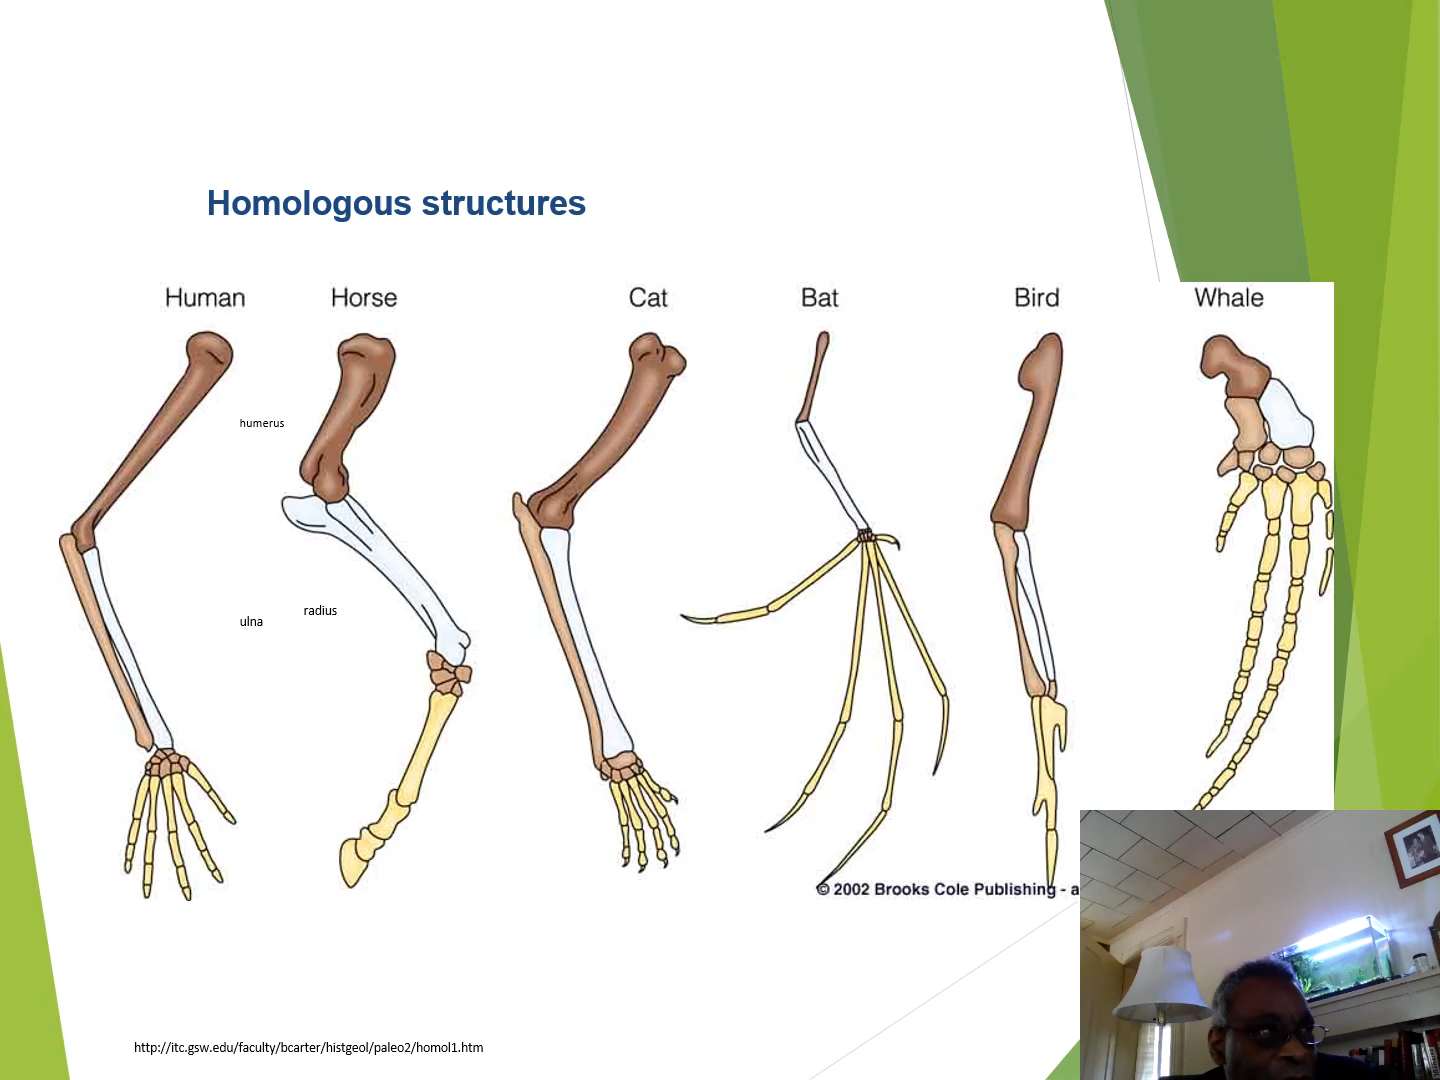 Homologous structures
Human Horse Cat Bat Bird Whale
humerus
radius
ulna
© 2002 Brooks Cole Publishing - a
http://itc.gsw.edu/faculty/bcarter/histgeol/paleo2/homol1.htm